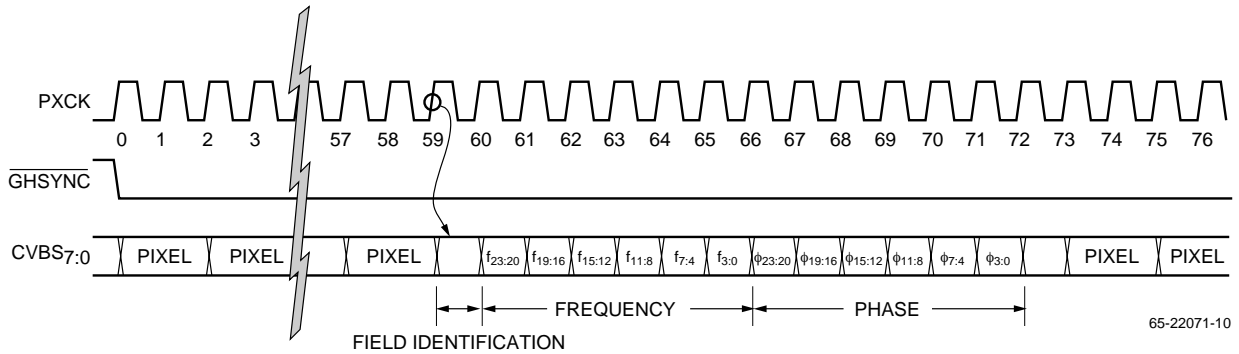 PXCK
0 1 2 3 57 58 59 60 61 62 63 64 65 66 67 68 69 70 71 72 73 74 75 76
GHSYNC
CVBS7:0 PIXEL PIXEL PIXEL f23:20 f19:16 f15:12 f11:8 f7:4 f3:0 ϕ23:20 ϕ19:16 ϕ15:12 ϕ11:8 ϕ7:4 ϕ3:0 PIXEL PIXEL
FREQUENCY PHASE
65-22071-10
FIELD IDENTIFICATION